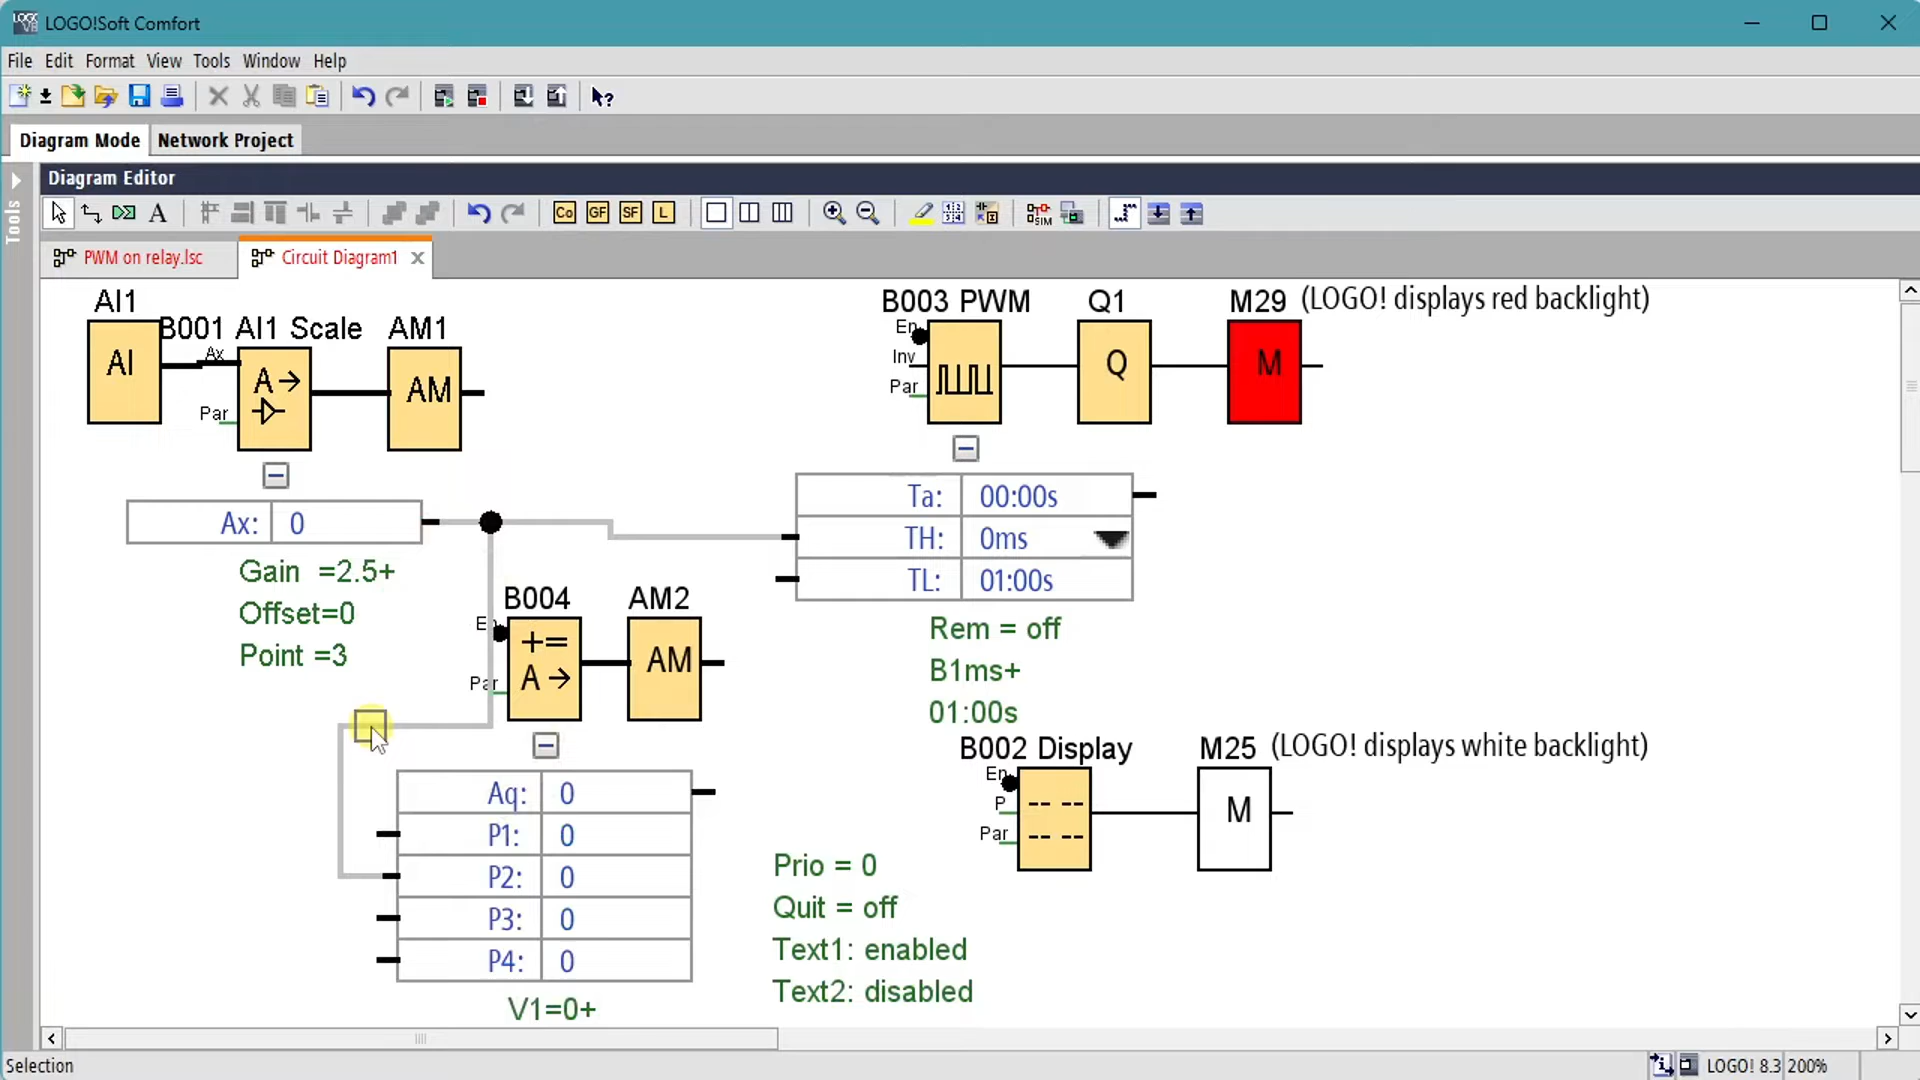 LOGO!Soft Comfort
File Edit Format View Tools Window Help
Diagram Mode Network Project
Diagram Editor
Tools
A Co GF SF L
PWM on relay.lsc Circuit Diagram1
AI1
B001 AI1 Scale AM1
AI
Ax
A
AM
Par
Ax: 0
Gain =2.5+
Offset=0
Point =3
B003 PWM Q1 M29 (LOGO! displays red backlight)
En
Inv
Par
Q
M
Ta: 00:00s
TH: 0ms
TL: 01:00s
Rem = off
B1ms+
01:00s
B004 AM2
En
+=
A
AM
Par
Aq: 0
P1: 0
P2: 0
P3: 0
P4: 0
V1=0+
B002 Display M25 (LOGO! displays white backlight)
En
P
Par
M
Prio = 0
Quit = off
Text1: enabled
Text2: disabled
Selection
LOGO! 8.3 200%